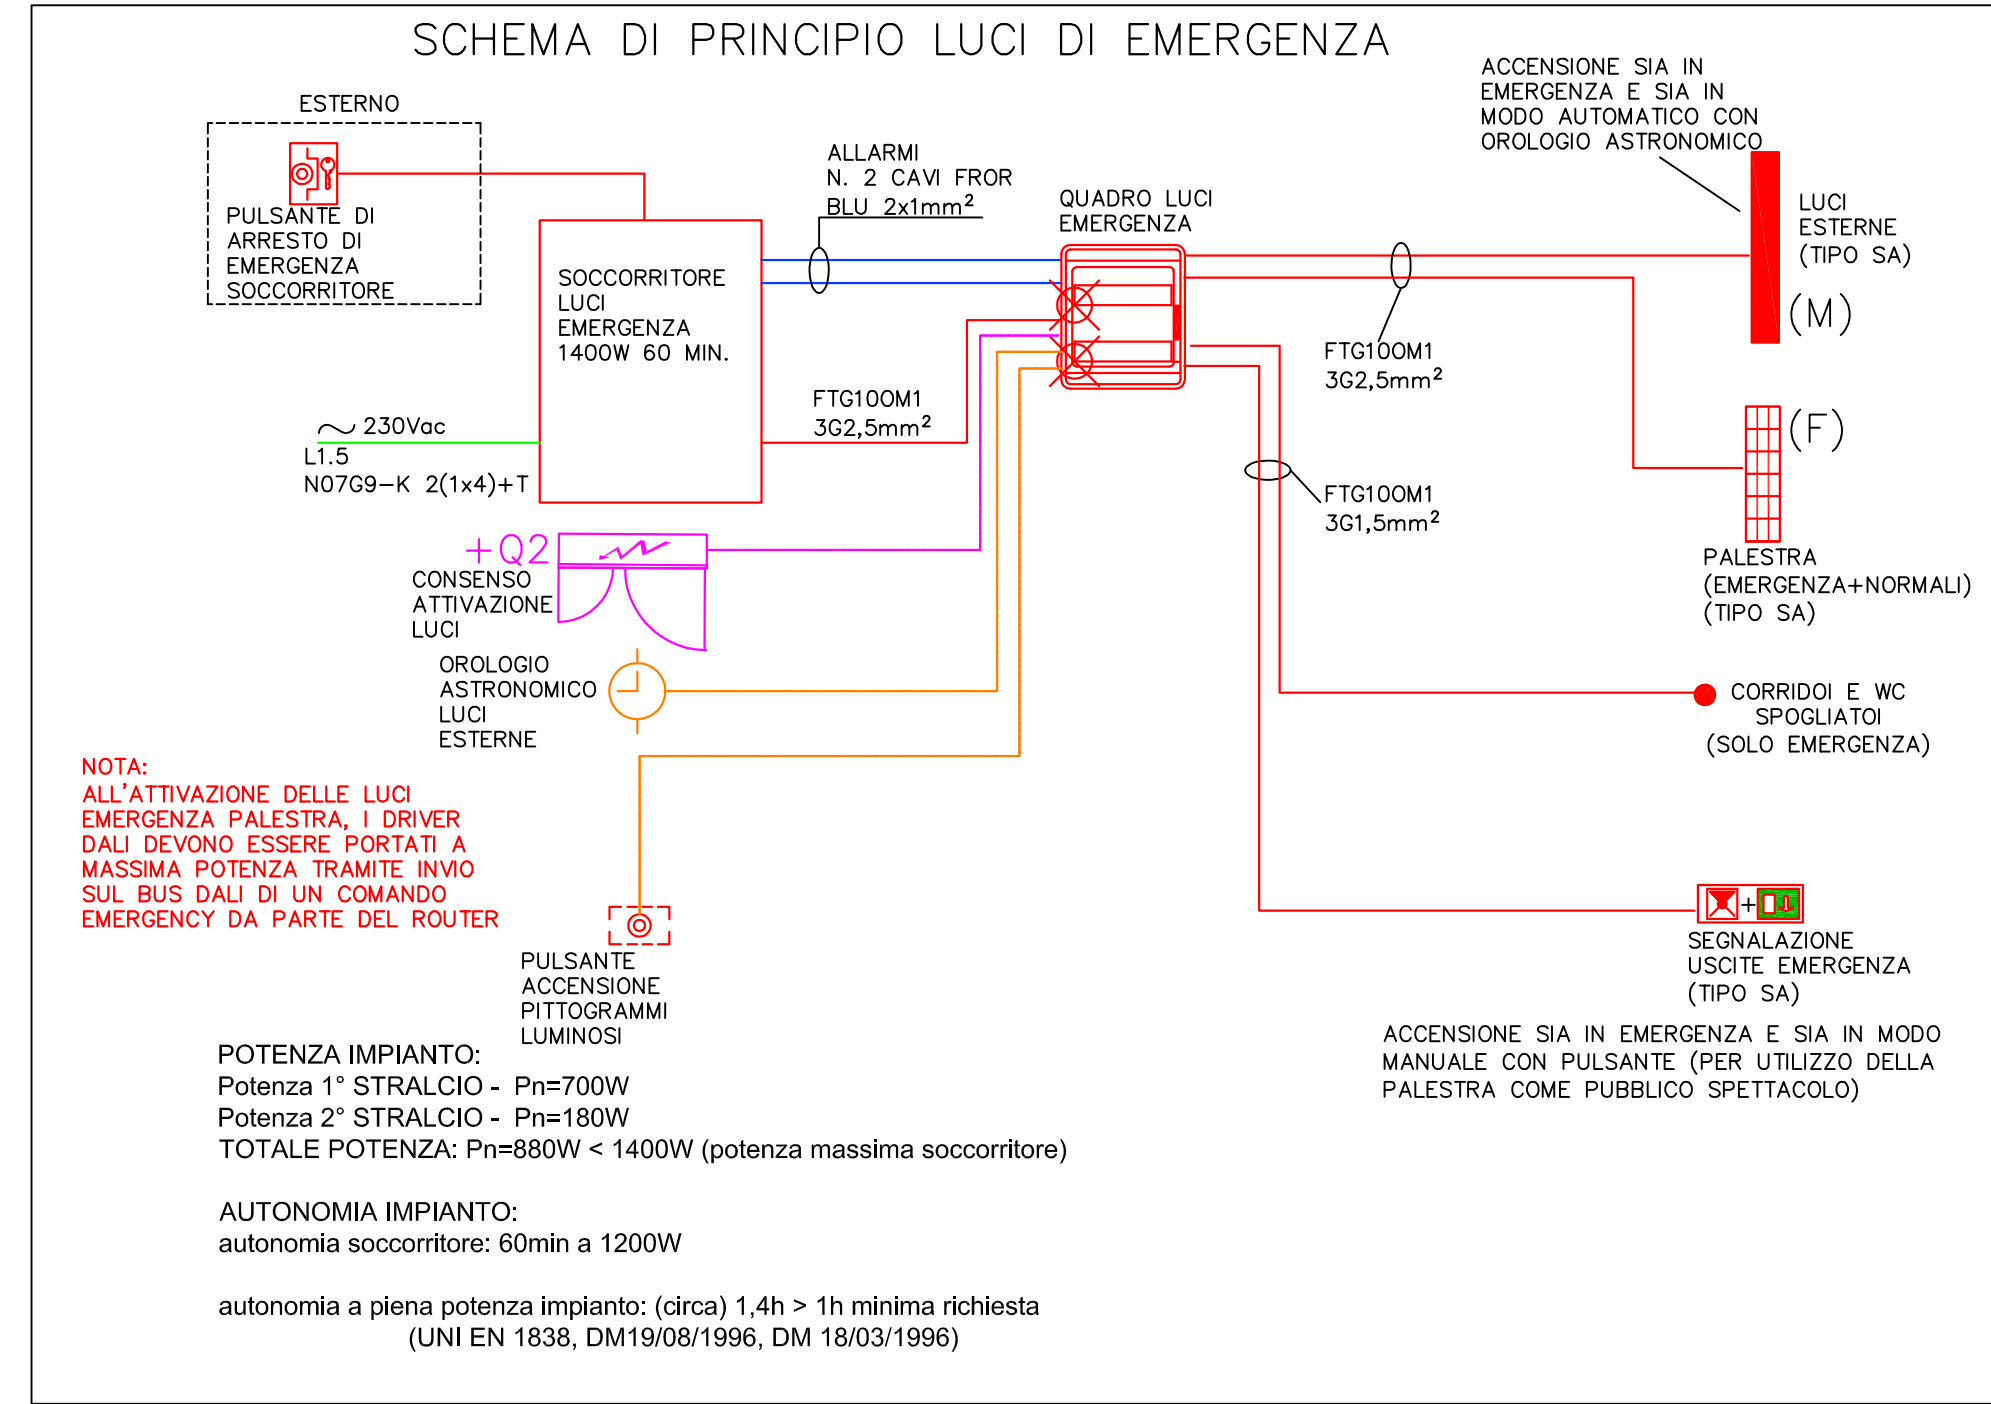 SCHEMA DI PRINCIPIO LUCI DI EMERGENZA
ESTERNO
PULSANTE DI
ARRESTO DI
EMERGENZA
SOCCORRITORE
ALLARMI
N. 2 CAVI FROR
BLU 2x1mm²
SOCCORRITORE
LUCI
EMERGENZA
1400W 60 MIN.
QUADRO LUCI
EMERGENZA
ACCENSIONE SIA IN
EMERGENZA E SIA IN
MODO AUTOMATICO CON
OROLOGIO ASTRONOMICO
LUCI
ESTERNE
(TIPO SA)
(M)
FTG10OM1
3G2,5mm²
FTG10OM1
3G2,5mm²
230Vac
L1.5
N07G9-K 2(1x4)+T
(F)
FTG10OM1
3G1,5mm²
PALESTRA
(EMERGENZA+NORMALI)
(TIPO SA)
+Q2
CONSENSO
ATTIVAZIONE
LUCI
OROLOGIO
ASTRONOMICO
LUCI
ESTERNE
CORRIDOI E WC
SPOGLIATOI
(SOLO EMERGENZA)
NOTA:
ALL'ATTIVAZIONE DELLE LUCI
EMERGENZA PALESTRA, I DRIVER
DALI DEVONO ESSERE PORTATI A
MASSIMA POTENZA TRAMITE INVIO
SUL BUS DALI DI UN COMANDO
EMERGENCY DA PARTE DEL ROUTER
PULSANTE
ACCENSIONE
PITTOGRAMMI
LUMINOSI
+
SEGNALAZIONE
USCITE EMERGENZA
(TIPO SA)
ACCENSIONE SIA IN EMERGENZA E SIA IN MODO
MANUALE CON PULSANTE (PER UTILIZZO DELLA
PALESTRA COME PUBBLICO SPETTACOLO)
POTENZA IMPIANTO:
Potenza 1° STRALCIO - Pn=700W
Potenza 2° STRALCIO - Pn=180W
TOTALE POTENZA: Pn=880W < 1400W (potenza massima soccorritore)
AUTONOMIA IMPIANTO:
autonomia soccorritore: 60min a 1200W
autonomia a piena potenza impianto: (circa) 1,4h > 1h minima richiesta
(UNI EN 1838, DM19/08/1996, DM 18/03/1996)